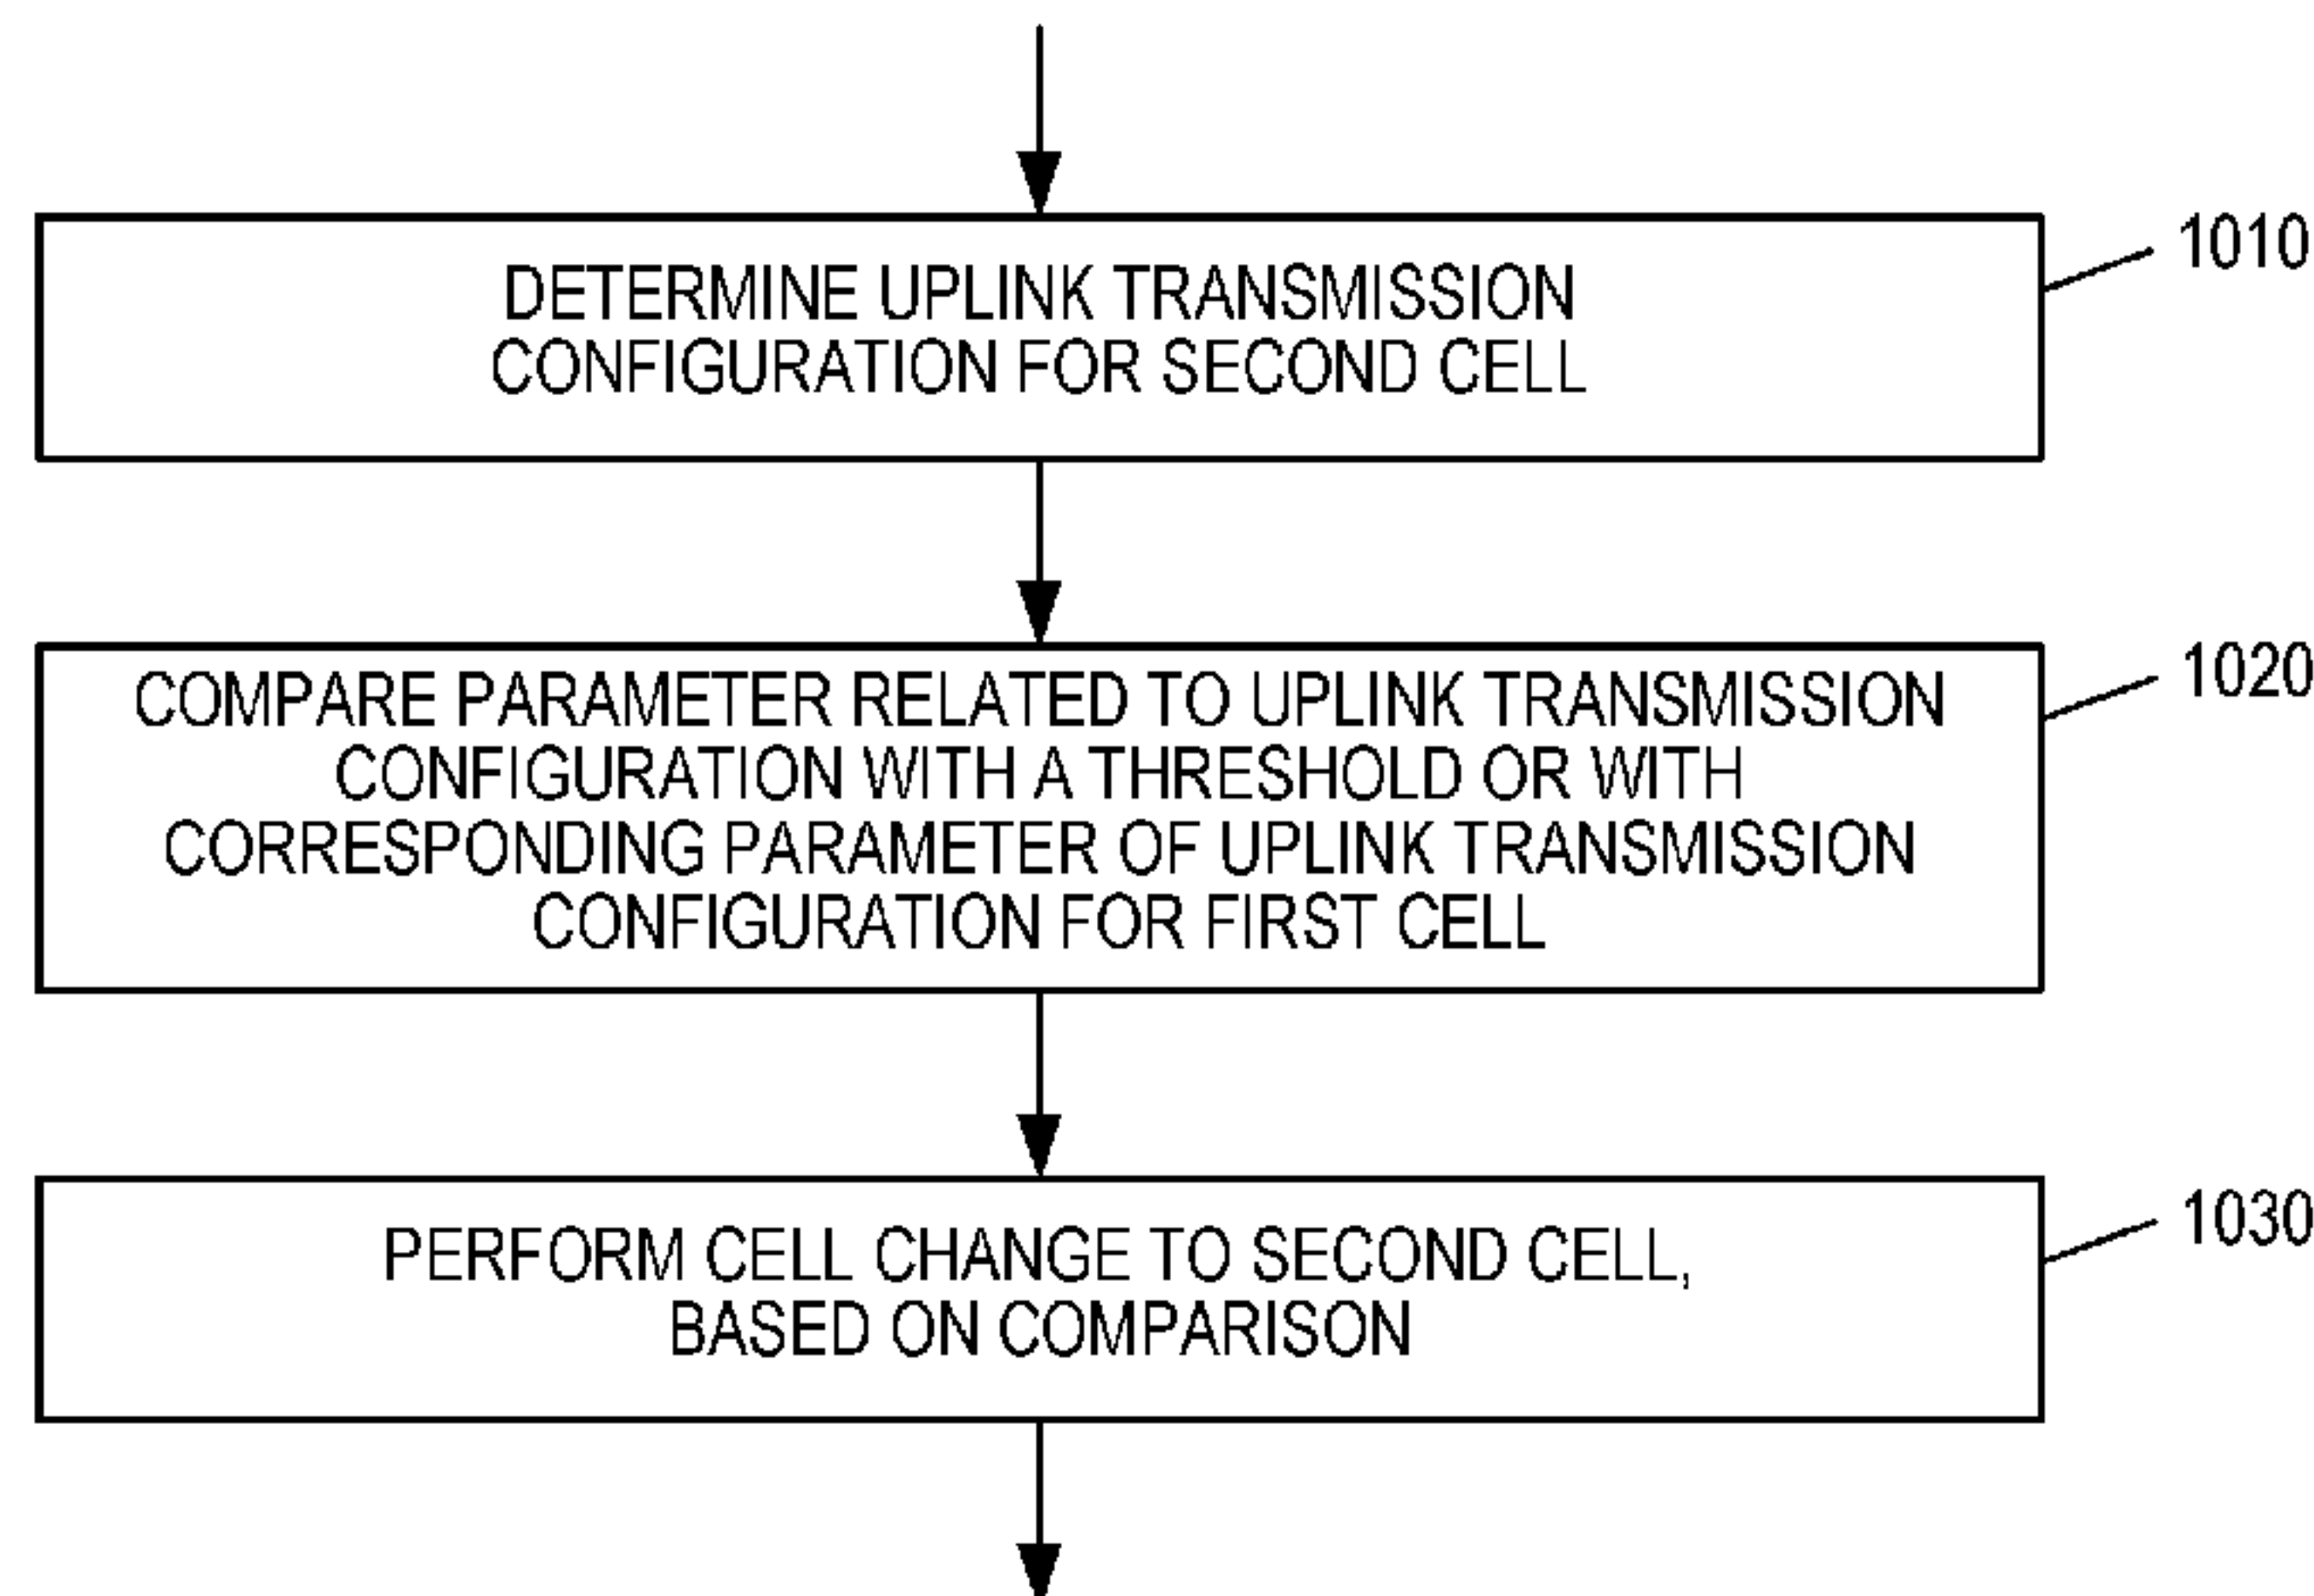 DETERMINE UPLINK TRANSMISSION
CONFIGURATION FOR SECOND CELL
1010
COMPARE PARAMETER RELATED TO UPLINK TRANSMISSION
CONFIGURATION WITH A THRESHOLD OR WITH
CORRESPONDING PARAMETER OF UPLINK TRANSMISSION
CONFIGURATION FOR FIRST CELL
1020
PERFORM CELL CHANGE TO SECOND CELL,
BASED ON COMPARISON
1030